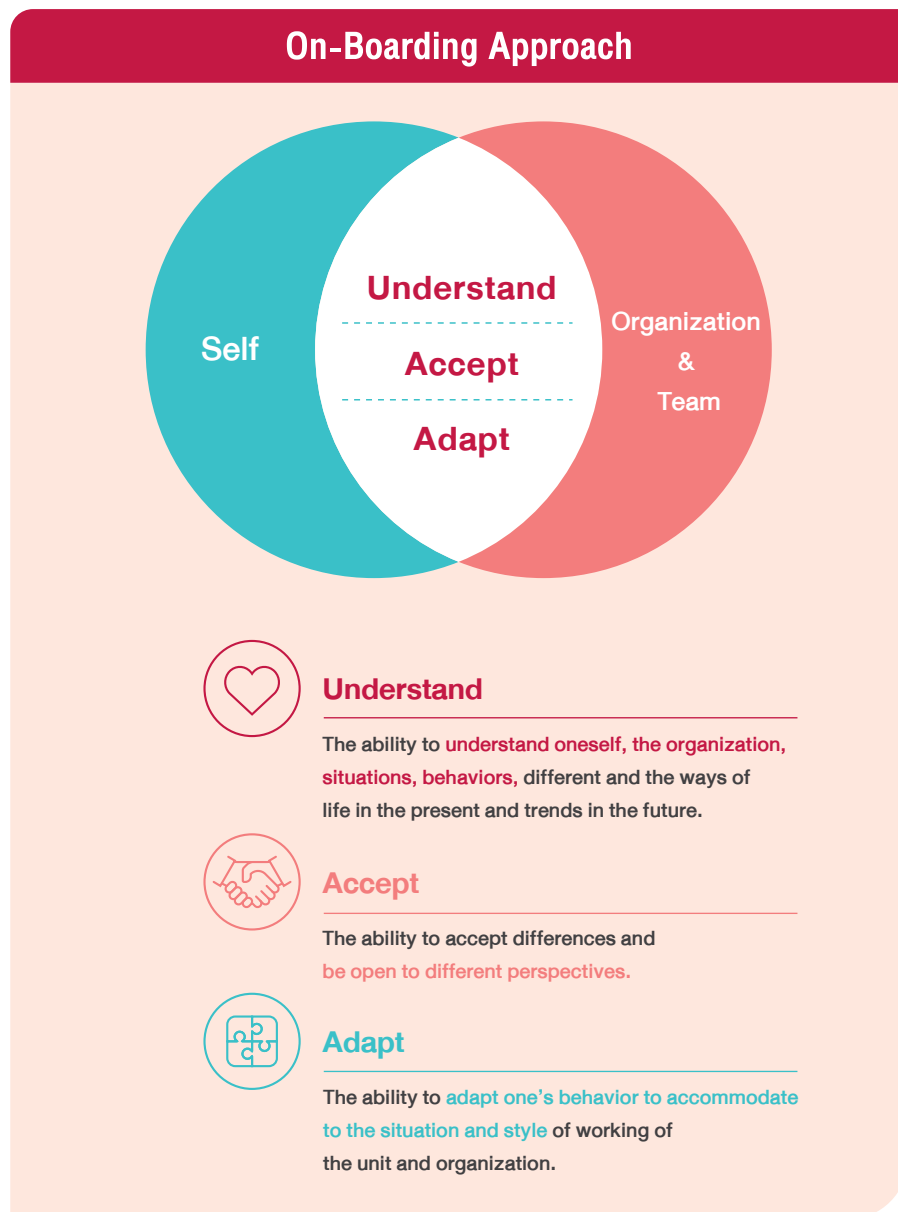 On-Boarding Approach
Understand
Self
Accept
Adapt
Organization
&
Team
Understand
The ability to understand oneself, the organization,
situations, behaviors, different and the ways of
life in the present and trends in the future.
Accept
The ability to accept differences and
be open to different perspectives.
Adapt
The ability to adapt one's behavior to accommodate
to the situation and style of working of
the unit and organization.